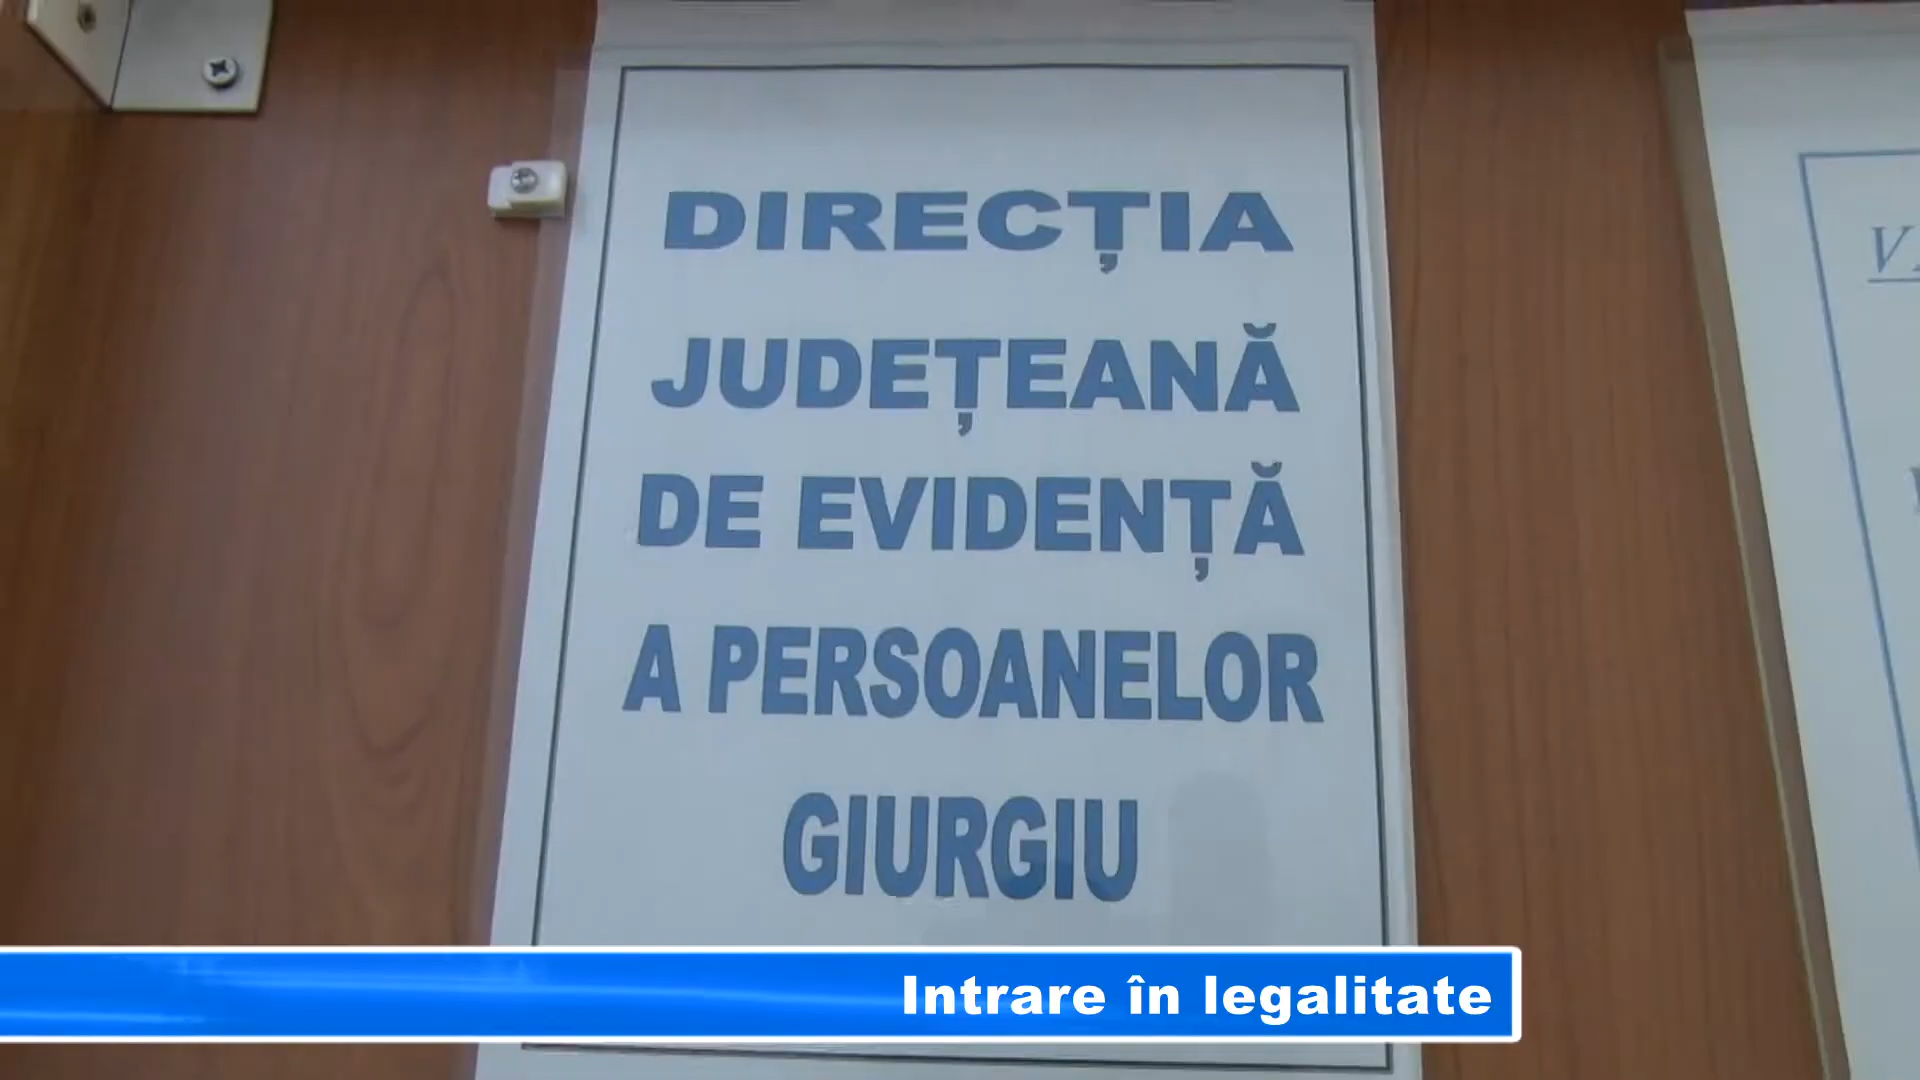 DIRECȚIA
JUDEȚEANĂ
DE EVIDENȚĂ
A PERSOANELOR
GIURGIU
Intrare în legalitate